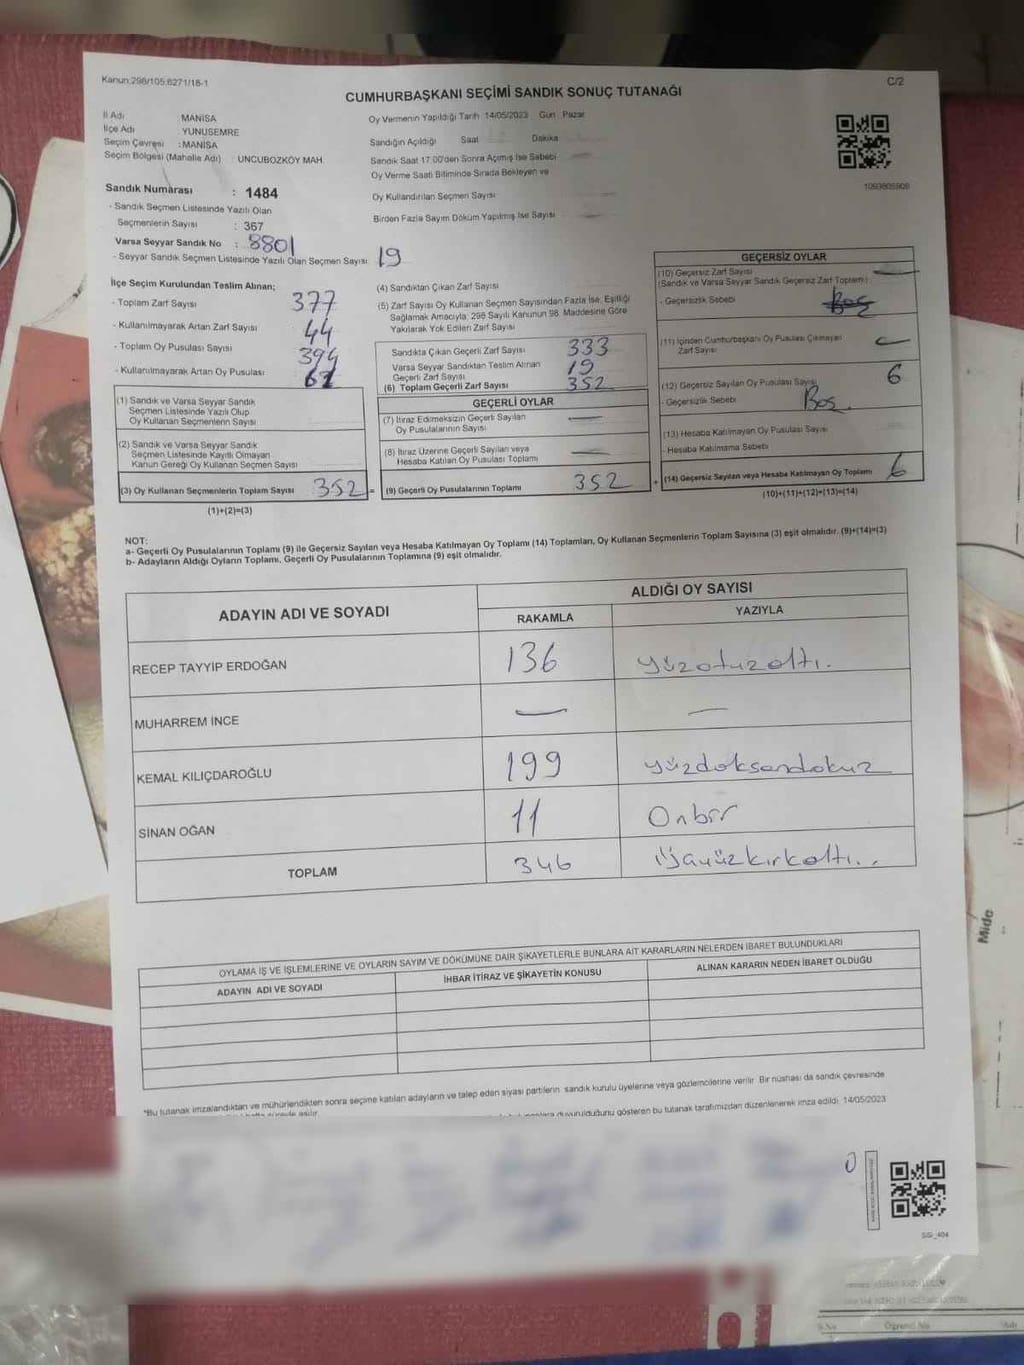 Kanun:298/105;6271/18-1
C/2
CUMHURBAŞKANI SEÇİMİ SANDIK SONUÇ TUTANAĞI
İl Adı MANİSA
İlçe Adı YUNUSEMRE
Seçim Çevresi : MANİSA
Seçim Bölgesi (Mahalle Adı) : UNCUBOZKÖY MAH.
Sandık Numarası : 1484
- Sandık Seçmen Listesinde Yazılı Olan
Seçmenlerin Sayısı : 367
Varsa Seyyar Sandık No : 8801
- Seyyar Sandık Seçmen Listesinde Yazılı Olan Seçmen Sayısı 19
Oy Vermenin Yapıldığı Tarih 14/05/2023 Gün Pazar
Sandığın Açıldığı Saat Dakika
Sandık Saat 17.00'den Sonra Açılmış İse Sebebi —
Oy Verme Saati Bitiminde Sırada Bekleyen ve
Oy Kullandırılan Seçmen Sayısı
Birden Fazla Sayım Döküm Yapılmış İse Sayısı
1093805909
İlçe Seçim Kurulundan Teslim Alınan;
- Toplam Zarf Sayısı 377
- Kullanılmayarak Artan Zarf Sayısı 44
- Toplam Oy Pusulası Sayısı 394
- Kullanılmayarak Artan Oy Pusulası
(1) Sandık ve Varsa Seyyar Sandık
Seçmen Listesinde Yazılı Olup
Oy Kullanan Seçmenlerin Sayısı
(2) Sandık ve Varsa Seyyar Sandık
Seçmen Listesinde Kayıtlı Olmayan
Kanun Gereği Oy Kullanan Seçmen Sayısı
(3) Oy Kullanan Seçmenlerin Toplam Sayısı 352 =
(1)+(2)=(3)
(4) Sandıktan Çıkan Zarf Sayısı
(5) Zarf Sayısı Oy Kullanan Seçmen Sayısından Fazla İse, Eşitliği
Sağlamak Amacıyla; 298 Sayılı Kanunun 98. Maddesine Göre
Yakılarak Yok Edilen Zarf Sayısı
Sandıkta Çıkan Geçerli Zarf Sayısı 333
Varsa Seyyar Sandıktan Teslim Alınan
Geçerli Zarf Sayısı 19
(6) Toplam Geçerli Zarf Sayısı 352
GEÇERLİ OYLAR
(7) İtiraz Edilmeksizin Geçerli Sayılan
Oy Pusulalarının Sayısı —
(8) İtiraz Üzerine Geçerli Sayılan veya
Hesaba Katılan Oy Pusulası Toplamı —
(9) Geçerli Oy Pusulalarının Toplamı 352 +
GEÇERSİZ OYLAR
(10) Geçersiz Zarf Sayısı —
(Sandık ve Varsa Seyyar Sandık Geçersiz Zarf Toplamı)
- Geçersizlik Sebebi Boş
(11) İçinden Cumhurbaşkanı Oy Pusulası Çıkmayan
Zarf Sayısı —
(12) Geçersiz Sayılan Oy Pusulası Sayısı 6
- Geçersizlik Sebebi Boş.
(13) Hesaba Katılmayan Oy Pusulası Sayısı
- Hesaba Katılmama Sebebi
(14) Geçersiz Sayılan veya Hesaba Katılmayan Oy Toplamı 6
(10)+(11)+(12)+(13)=(14)
NOT:
a- Geçerli Oy Pusulalarının Toplamı (9) ile Geçersiz Sayılan veya Hesaba Katılmayan Oy Toplamı (14) Toplamları, Oy Kullanan Seçmenlerin Toplam Sayısına (3) eşit olmalıdır. (9)+(14)=(3)
b- Adayların Aldığı Oyların Toplamı, Geçerli Oy Pusulalarının Toplamına (9) eşit olmalıdır.
ADAYIN ADI VE SOYADI
ALDIĞI OY SAYISI
RAKAMLA YAZIYLA
RECEP TAYYİP ERDOĞAN 136 yüzotuzaltı.
MUHARREM İNCE — —
KEMAL KILIÇDAROĞLU 199 yüzdoksandokuz
SİNAN OĞAN 11 Onbir
TOPLAM 346 üçyüzkırkaltı..
OYLAMA İŞ VE İŞLEMLERİNE VE OYLARIN SAYIM VE DÖKÜMÜNE DAİR ŞİKAYETLERLE BUNLARA AİT KARARLARIN NELERDEN İBARET BULUNDUKLARI
ADAYIN ADI VE SOYADI İHBAR İTİRAZ VE ŞİKAYETİN KONUSU ALINAN KARARIN NEDEN İBARET OLDUĞU
*Bu tutanak imzalandıktan ve mühürlendikten sonra seçime katılan adayların ve talep eden siyasi partilerin sandık kurulu üyelerine veya gözlemcilerine verilir. Bir nüshası da sandık çevresinde
duyurulduğunu gösteren bu tutanak tarafımızdan düzenlenerek imza edildi. 14/05/2023
SSİ_404
Mide
S.No Öğrenci No Adı